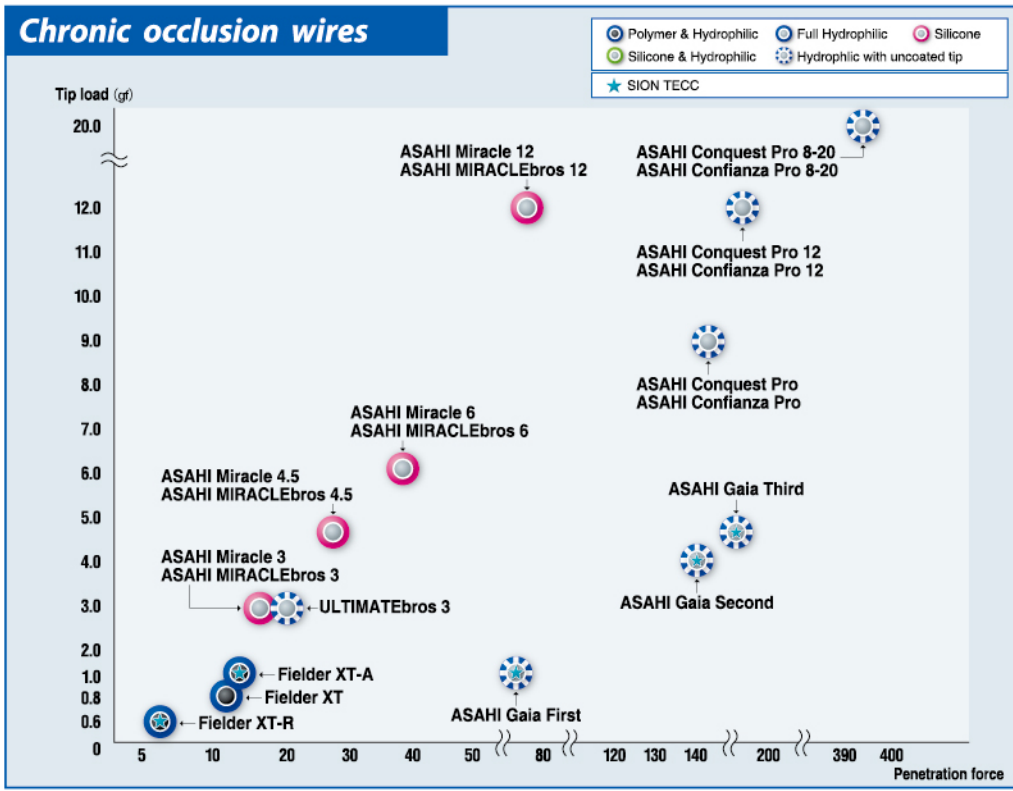 Chronic occlusion wires
Polymer & Hydrophilic
Full Hydrophilic
Silicone
Silicone & Hydrophilic
Hydrophlic with uncoated tip
SION TECC
Tip load (gf)
20.0
12.0
11.0
10.0
9.0
8.0
7.0
6.0
5.0
4.0
3.0
2.0
1.0
0.8
0.6
0
ASAHI Miracle 12
ASAHI MIRACLEbros 12
ASAHI Conquest Pro 8-20
ASAHI Confianza Pro 8-20
ASAHI Conquest Pro 12
ASAHI Confianza Pro 12
ASAHI Conquest Pro
ASAHI Confianza Pro
ASAHI Miracle 6
ASAHI MIRACLEbros 6
ASAHI Miracle 4.5
ASAHI MIRACLEbros 4.5
ASAHI Gaia Third
ASAHI Miracle 3
ASAHI MIRACLEbros 3
ULTIMATEbros 3
ASAHI Gaia Second
Fielder XT-A
Fielder XT
Fielder XT-R
ASAHI Gaia First
5 10 20 30 40 50 80 120 130 140 200 390 400
Penetration force